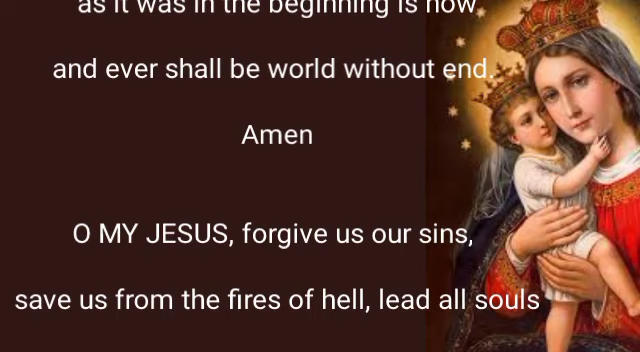 as it was in the beginning is now
and ever shall be world without end.
Amen
O MY JESUS, forgive us our sins,
save us from the fires of hell, lead all souls